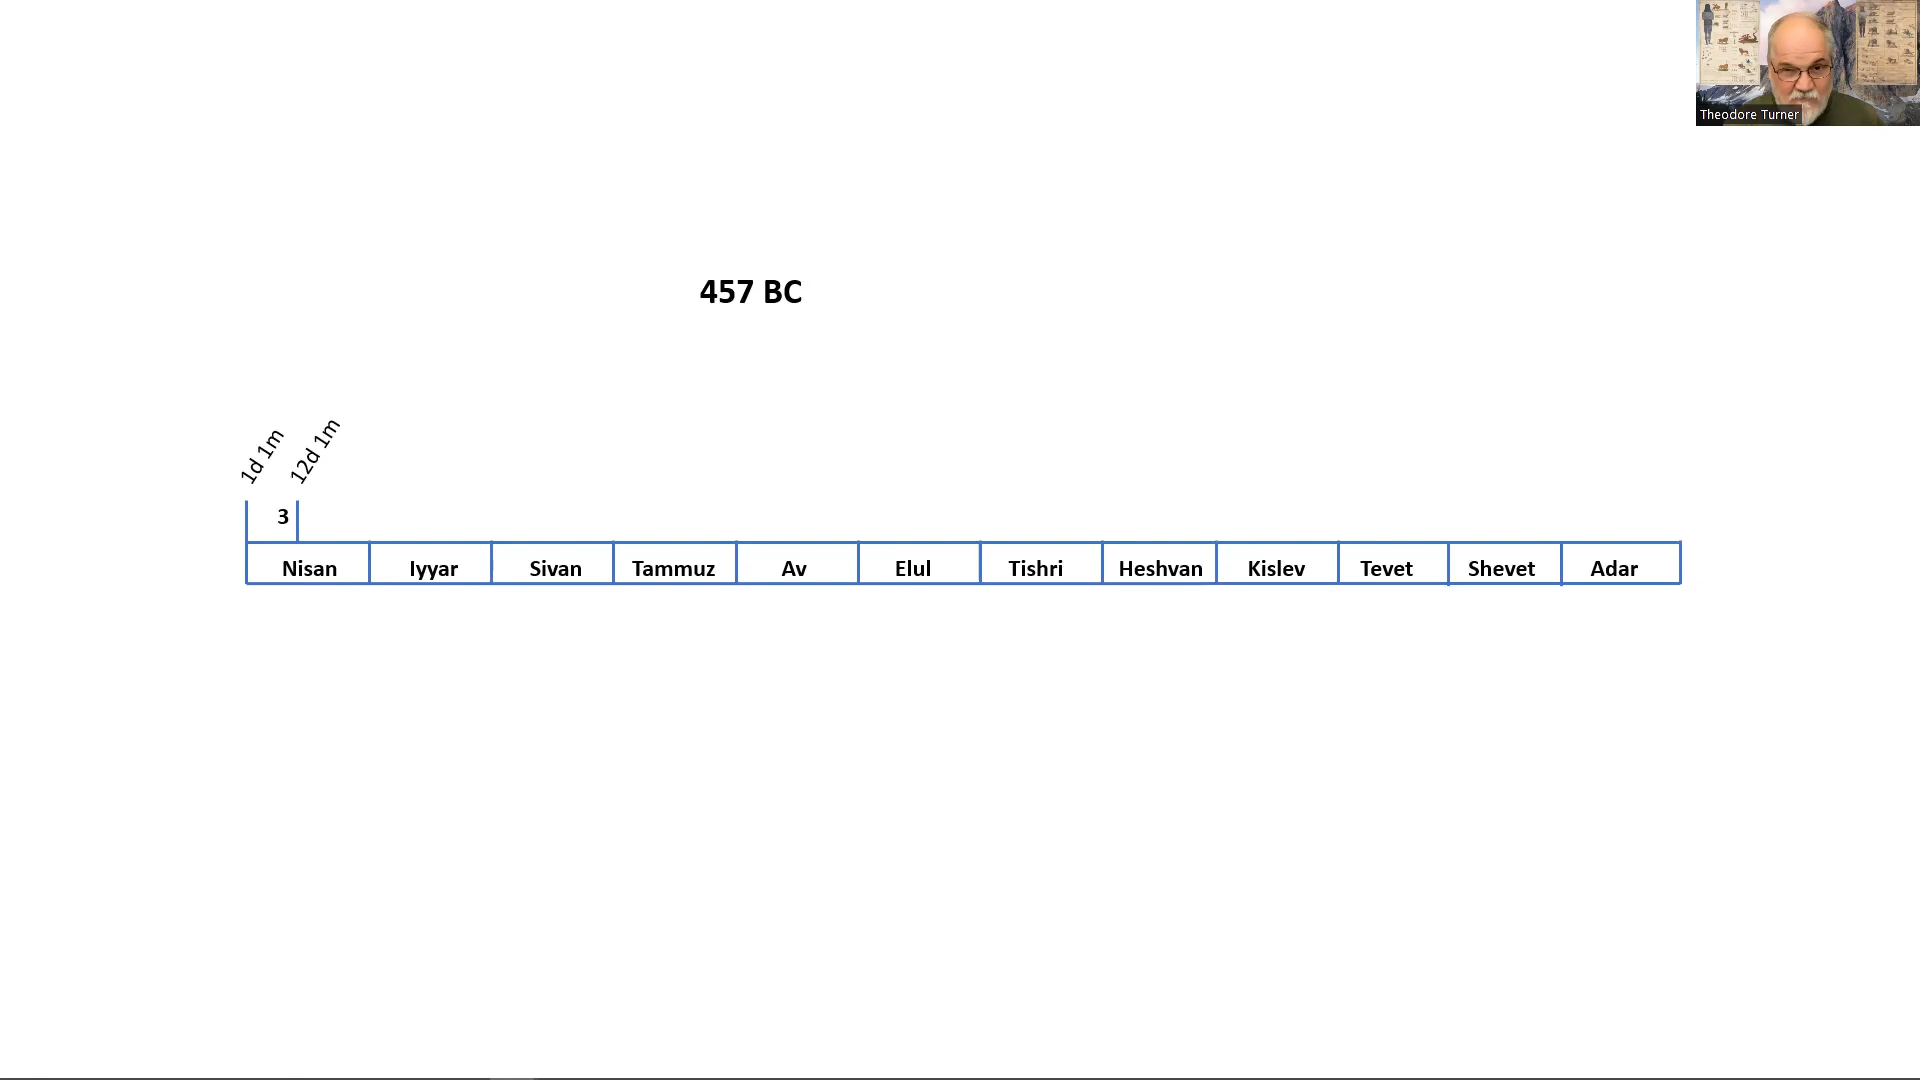 Theodore Turner
457 BC
1d 1m
12d 1m
3
Nisan Iyyar Sivan Tammuz Av Elul Tishri Heshvan Kislev Tevet Shevet Adar